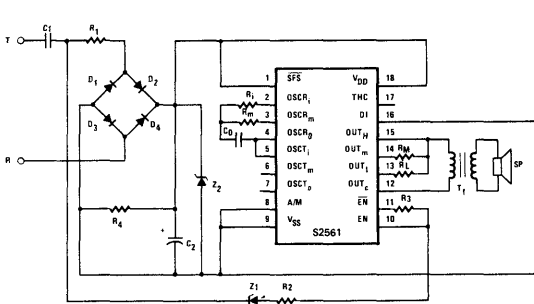 C1
T
R1
D1
D2
D3
D4
R
R4
+
C2
Z2
Ri
Rm
C0
1 SFS VDD 18
2 OSCRi THC 17
3 OSCRm DI 16
4 OSCR0 OUTH 15
5 OSCTi OUTm 14
6 OSCTm OUTL 13
7 OSCTo OUTc 12
8 A/M EN 11
9 VSS EN 10
S2561
RM
RL
R3
T1
SP
Z1
R2